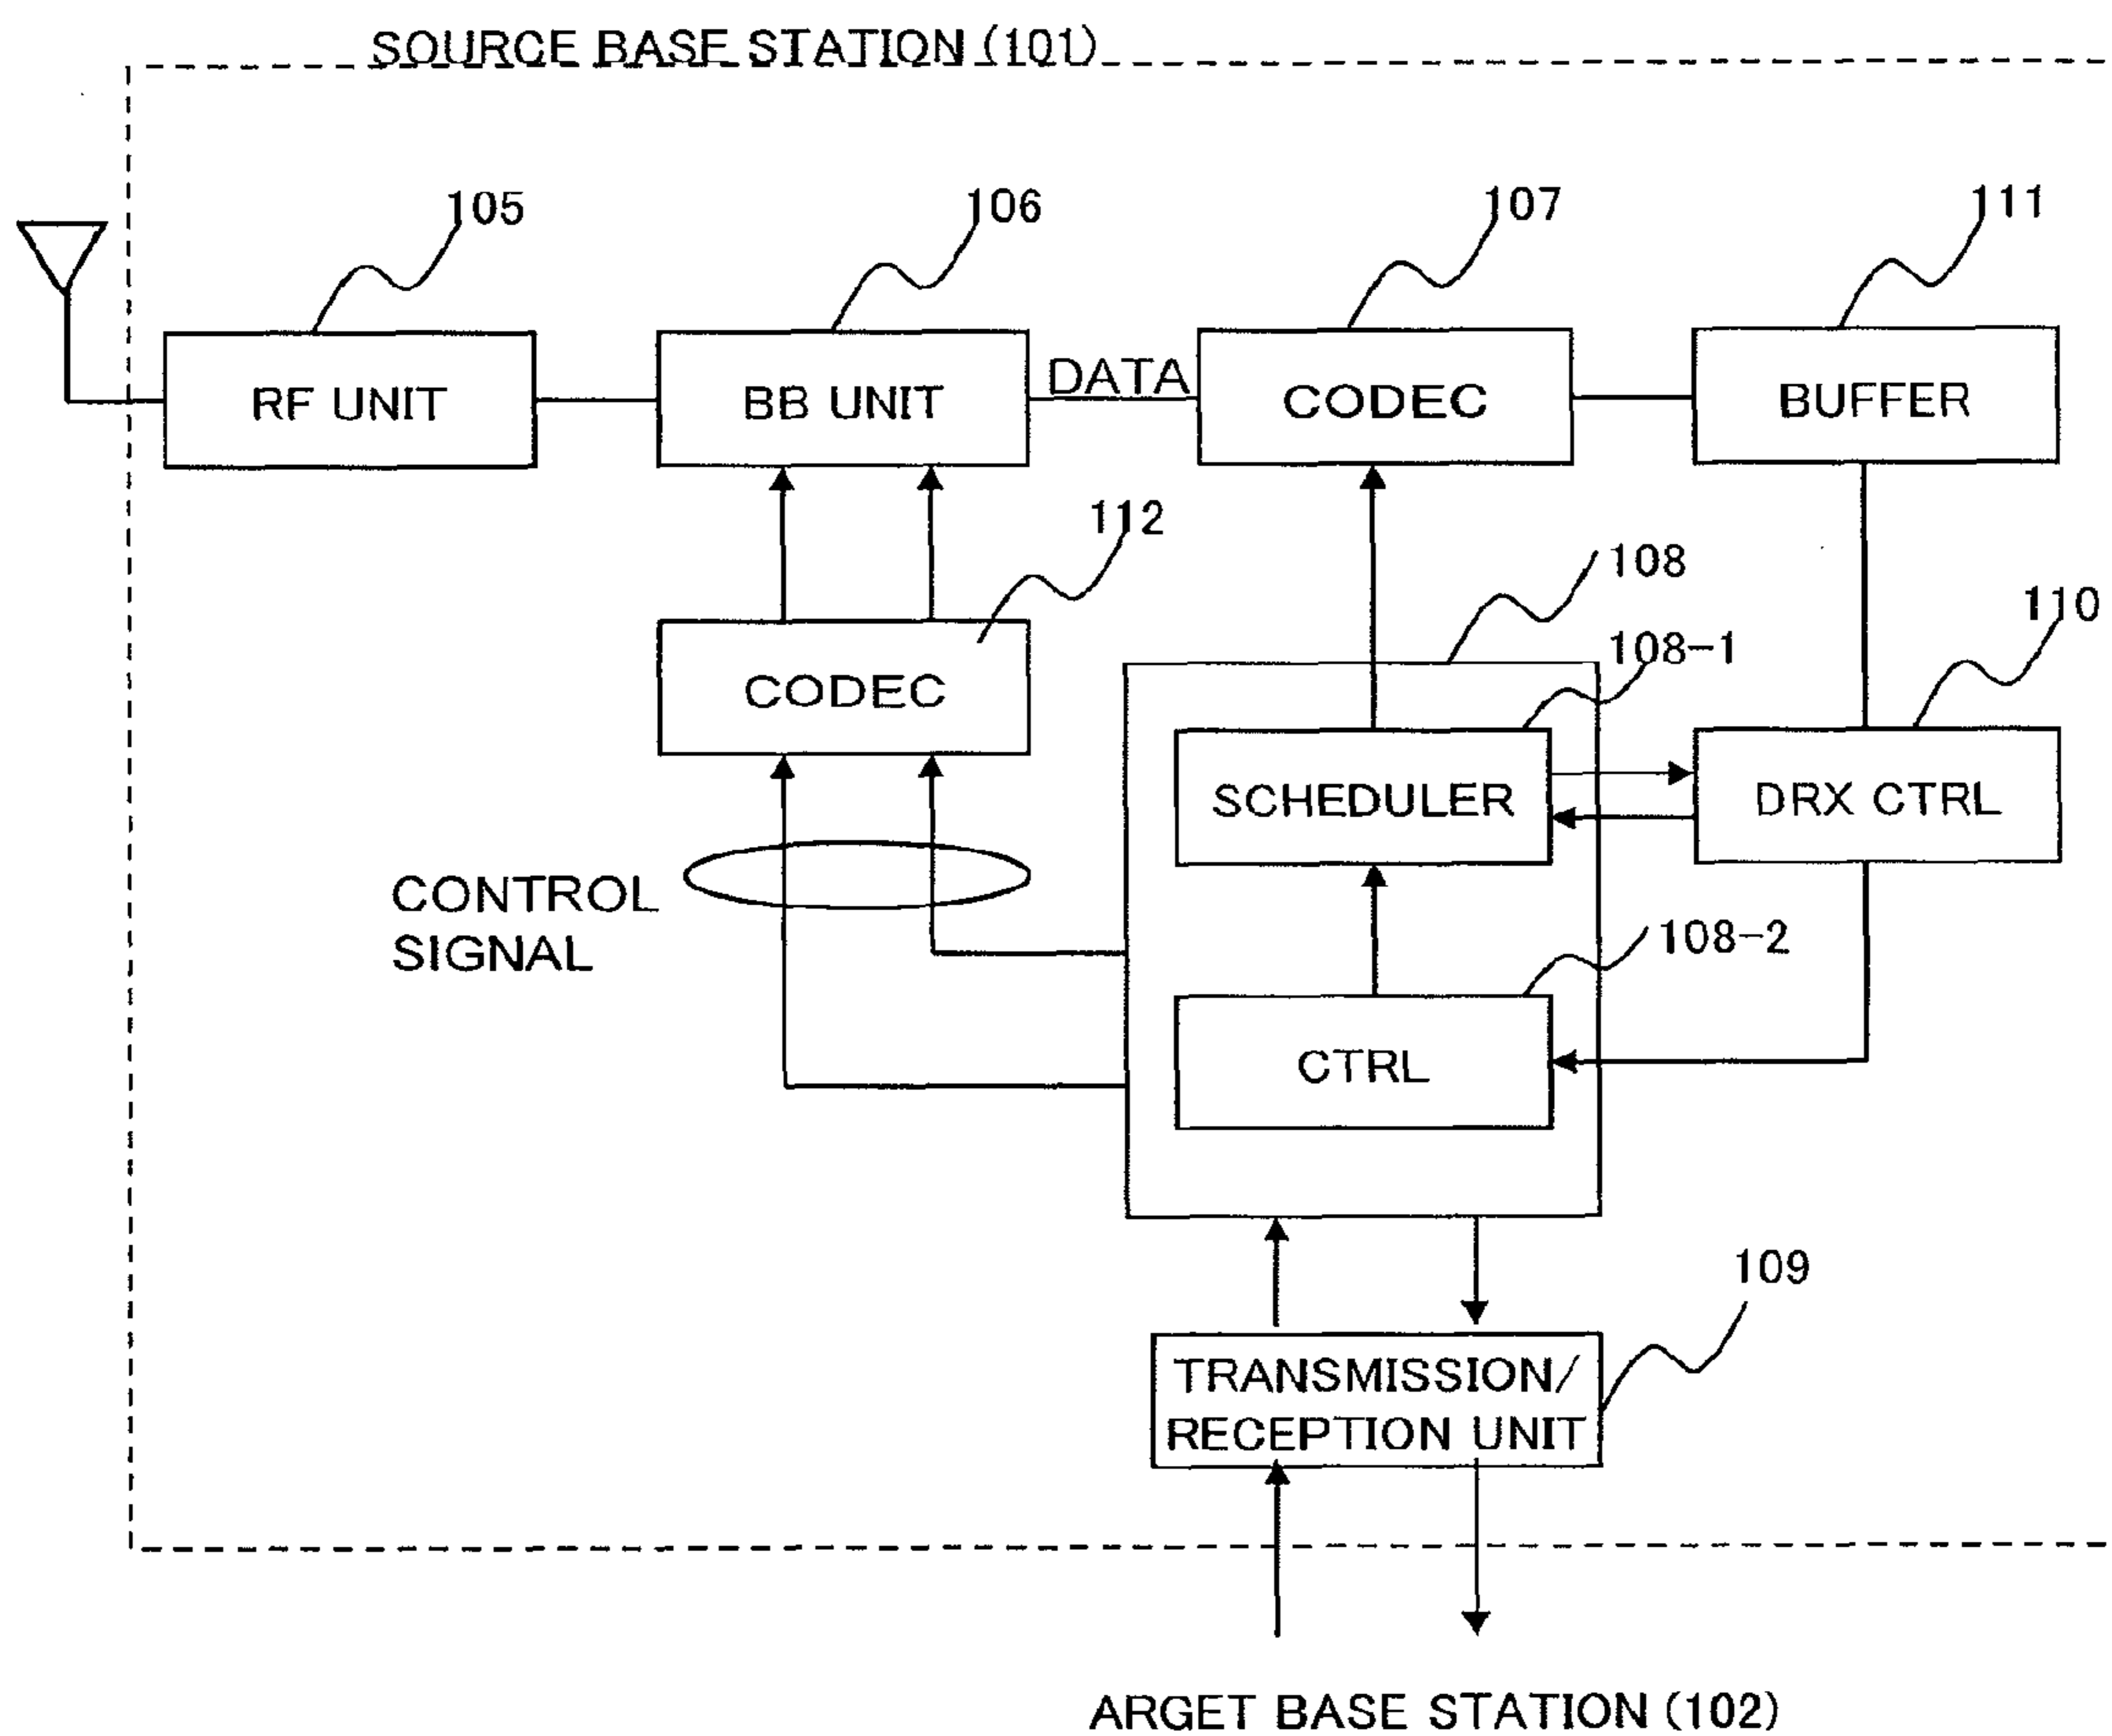 SOURCE BASE STATION (101)
105
106
107
111
RF UNIT
BB UNIT
DATA
CODEC
BUFFER
112
108
110
108-1
CODEC
SCHEDULER
DRX CTRL
CONTROL
SIGNAL
108-2
CTRL
109
TRANSMISSION/
RECEPTION UNIT
ARGET BASE STATION (102)